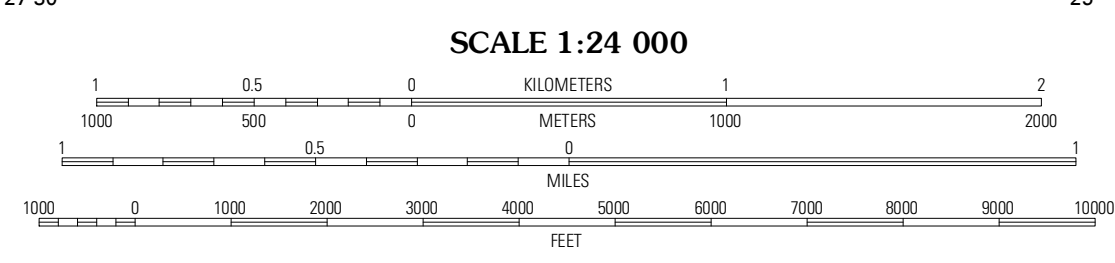 SCALE 1:24 000
1 0.5 0 KILOMETERS 1 2
1000 500 0 METERS 1000 2000
1 0.5 0 1
MILES
1000 0 1000 2000 3000 4000 5000 6000 7000 8000 9000 10000
FEET